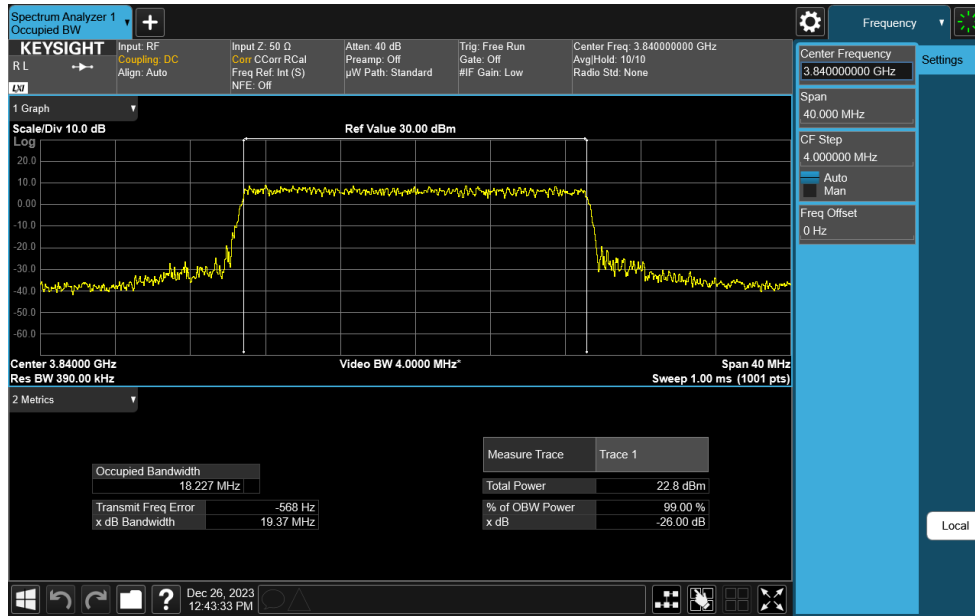 Spectrum Analyzer 1
Occupied BW
Frequency
KEYSIGHT
R L
LXI
Input: RF
Coupling: DC
Align: Auto
Input Z: 50 Ω
Corr CCorr RCal
Freq Ref: Int (S)
NFE: Off
Atten: 40 dB
Preamp: Off
µW Path: Standard
Trig: Free Run
Gate: Off
#IF Gain: Low
Center Freq: 3.840000000 GHz
Avg|Hold: 10/10
Radio Std: None
Center Frequency
3.840000000 GHz
Settings
Span
40.000 MHz
CF Step
4.000000 MHz
Auto
Man
Freq Offset
0 Hz
Local
1 Graph
Scale/Div 10.0 dB
Ref Value 30.00 dBm
Log
20.0
10.0
0.00
-10.0
-20.0
-30.0
-40.0
-50.0
-60.0
Center 3.84000 GHz
Video BW 4.0000 MHz*
Span 40 MHz
Res BW 390.00 kHz
Sweep 1.00 ms (1001 pts)
2 Metrics
Measure Trace Trace 1
Occupied Bandwidth
18.227 MHz
Total Power 22.8 dBm
Transmit Freq Error -568 Hz
% of OBW Power 99.00 %
x dB Bandwidth 19.37 MHz
x dB -26.00 dB
?
Dec 26, 2023
12:43:33 PM